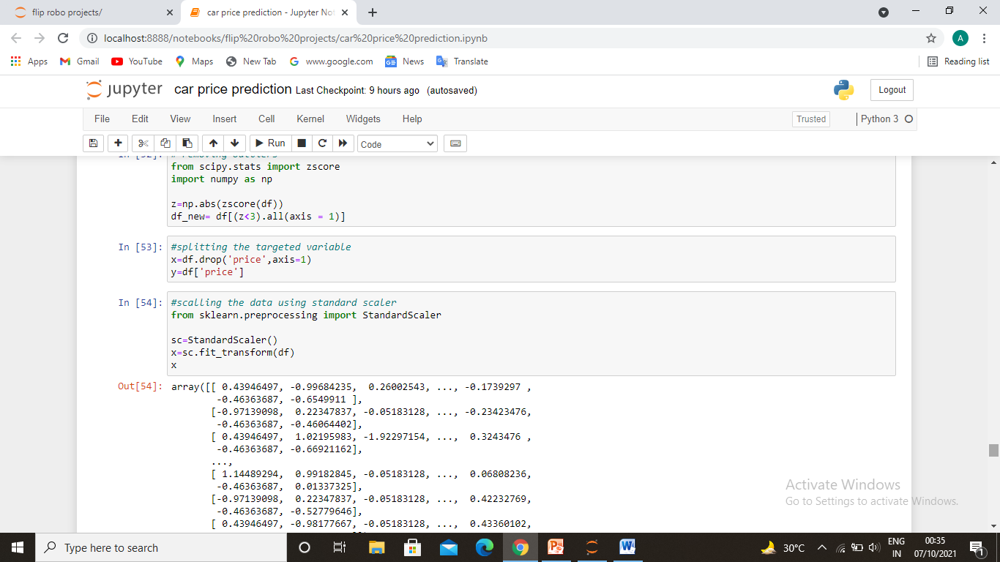 flip robo projects/
car price prediction - Jupyter Not
localhost:8888/notebooks/flip%20robo%20projects/car%20price%20prediction.ipynb
A
Apps Gmail YouTube Maps New Tab www.google.com News Translate Reading list
jupyter car price prediction Last Checkpoint: 9 hours ago (autosaved)
Logout
File Edit View Insert Cell Kernel Widgets Help Trusted Python 3
Run Code
In [52]: # removing outliers
from scipy.stats import zscore
import numpy as np
z=np.abs(zscore(df))
df_new= df[(z<3).all(axis = 1)]
In [53]: #splitting the targeted variable
x=df.drop('price',axis=1)
y=df['price']
In [54]: #scalling the data using standard scaler
from sklearn.preprocessing import StandardScaler
sc=StandardScaler()
x=sc.fit_transform(df)
x
Out[54]: array([[ 0.43946497, -0.99684235,  0.26002543, ..., -0.1739297 ,
-0.46363687, -0.6549911 ],
[-0.97139098,  0.22347837, -0.05183128, ..., -0.23423476,
-0.46363687, -0.46064402],
[ 0.43946497,  1.02195983, -1.92297154, ...,  0.3243476 ,
-0.46363687, -0.66921162],
...,
[ 1.14489294,  0.99182845, -0.05183128, ...,  0.06808236,
-0.46363687,  0.01337325],
[-0.97139098,  0.22347837, -0.05183128, ...,  0.42232769,
-0.46363687, -0.52779646],
[ 0.43946497, -0.98177667, -0.05183128, ...,  0.43360102,
Activate Windows
Go to Settings to activate Windows.
Type here to search
30°C
ENG
IN
00:35
07/10/2021
1